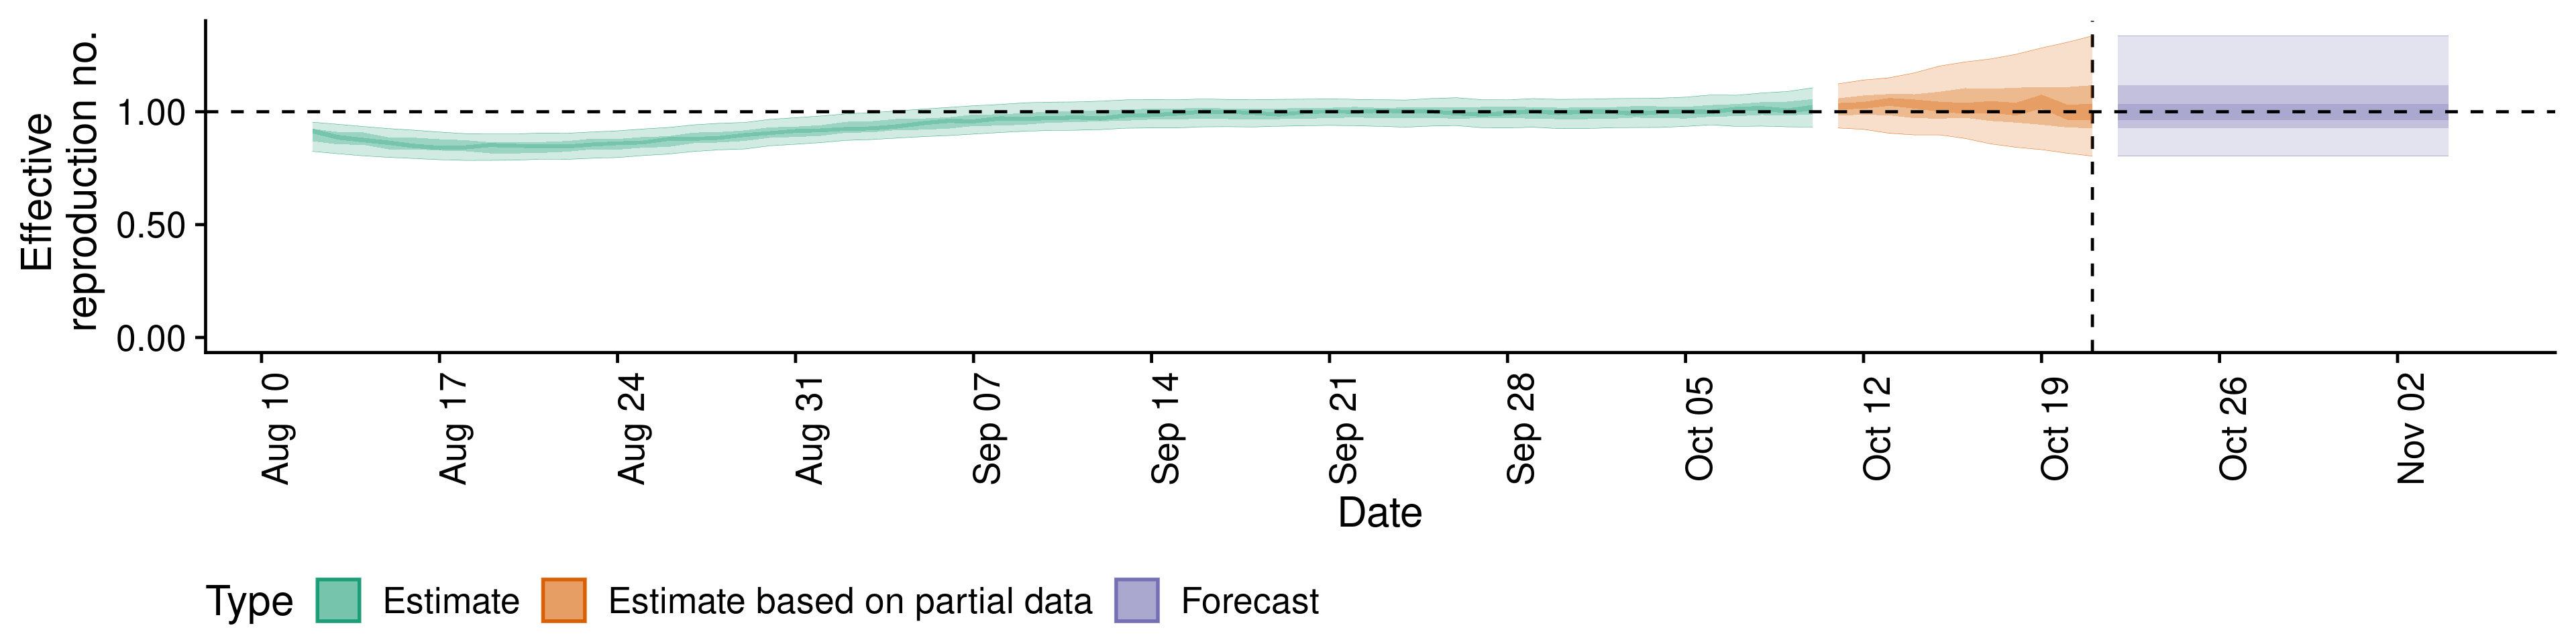 Effective
reproduction no.
1.00
0.50
0.00
Aug 10
Aug 17
Aug 24
Aug 31
Sep 07
Sep 14
Sep 21
Sep 28
Oct 05
Oct 12
Oct 19
Oct 26
Nov 02
Date
Type Estimate Estimate based on partial data Forecast